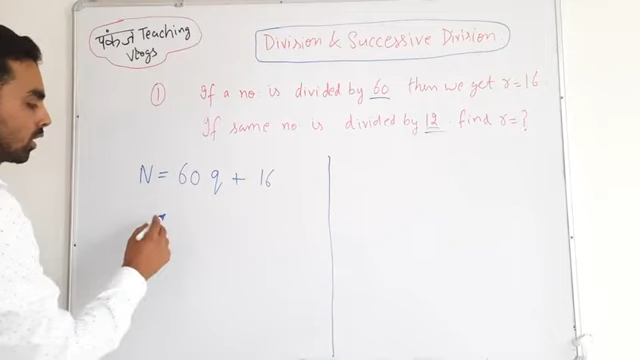 पंकज Teaching
Vlogs
Division & Successive Division
① If a no is divided by 60 then we get r=16
If same no is divided by 12 . find r=?
N = 60 q + 16